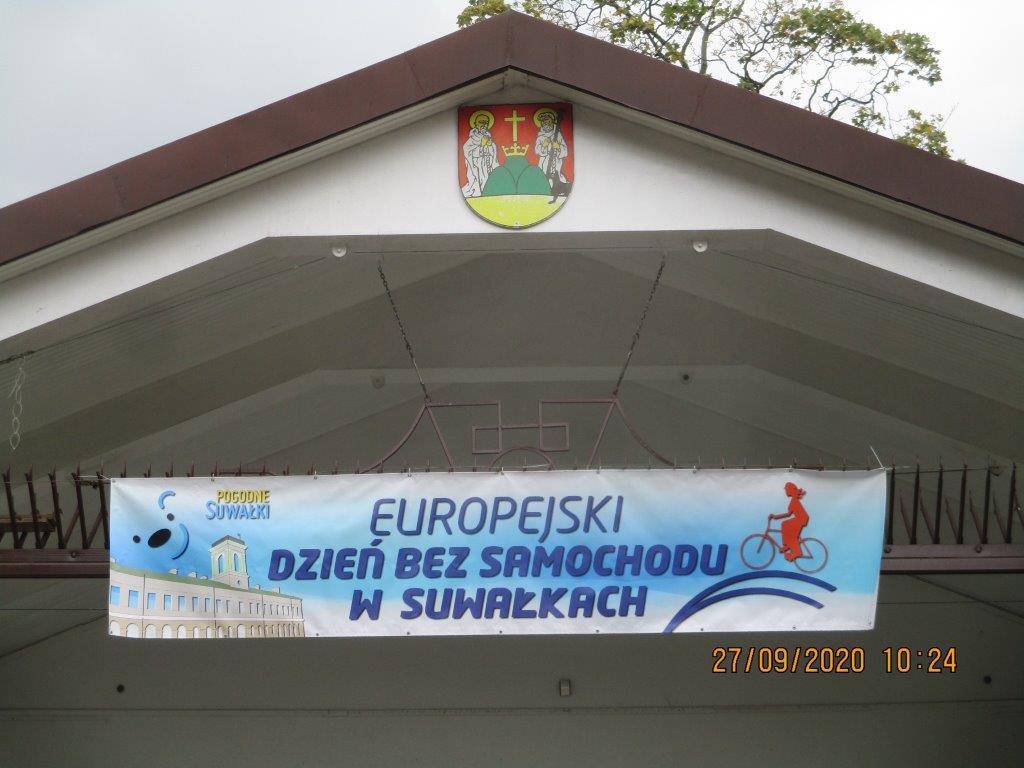 POGODNE
SUWAŁKI
EUROPEJSKI
DZIEŃ BEZ SAMOCHODU
W SUWAŁKACH
27/09/2020 10:24